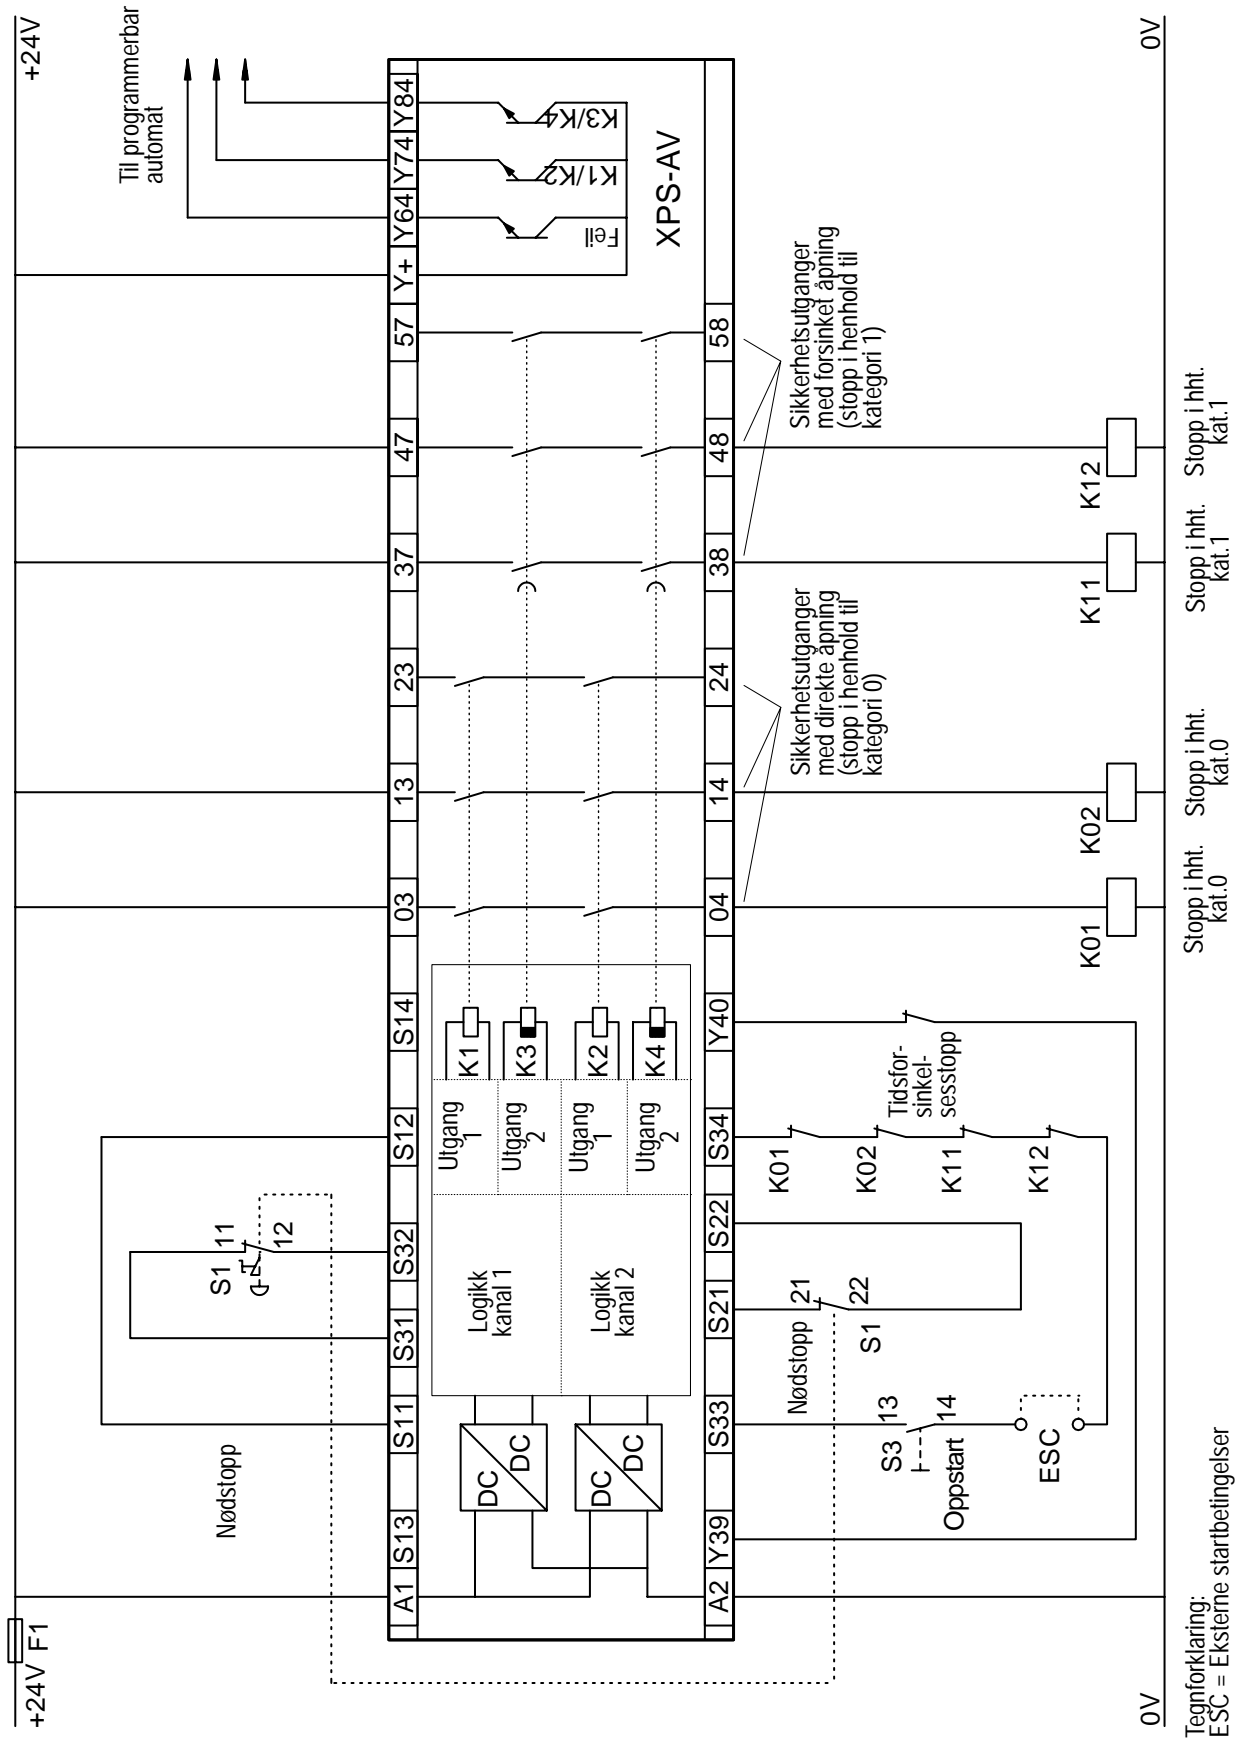 +24V F1
+24V
Til programmerbar
automat
Nødstopp
S1
11
12
A1
S13
S11
S31
S32
S12
S14
03
13
23
37
47
57
Y+
Y64
Y74
Y84
DC
DC
DC
DC
Logikk
kanal 1
Logikk
kanal 2
Utgang
1
Utgang
2
Utgang
1
Utgang
2
K1
K3
K2
K4
Feil
K1/K2
K3/K4
XPS-AV
A2
Y39
S33
S21
S22
S34
Y40
04
14
24
38
48
58
Nødstopp
21
22
S1
S3
13
14
Oppstart
ESC
K01
K02
K11
K12
Tidsfor-
sinkel-
sesstopp
Sikkerhetsutganger
med direkte åpning
(stopp i henhold til
kategori 0)
Sikkerhetsutganger
med forsinket åpning
(stopp i henhold til
kategori 1)
K01
K02
K11
K12
0V
0V
Stopp i hht.
kat.0
Stopp i hht.
kat.0
Stopp i hht.
kat.1
Stopp i hht.
kat.1
Tegnforklaring:
ESC = Eksterne startbetingelser